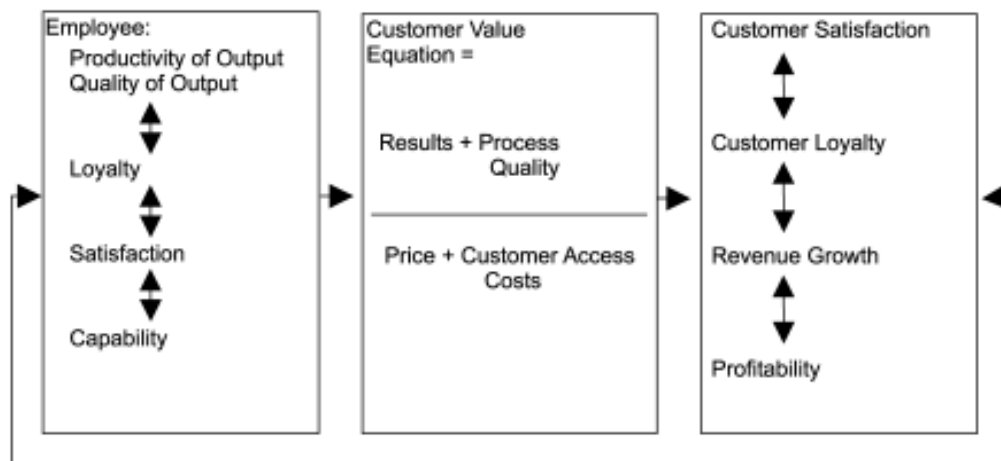 Employee:
Productivity of Output
Quality of Output
Loyalty
Satisfaction
Capability
Customer Value
Equation =
Results + Process
Quality
Price + Customer Access
Costs
Customer Satisfaction
Customer Loyalty
Revenue Growth
Profitability